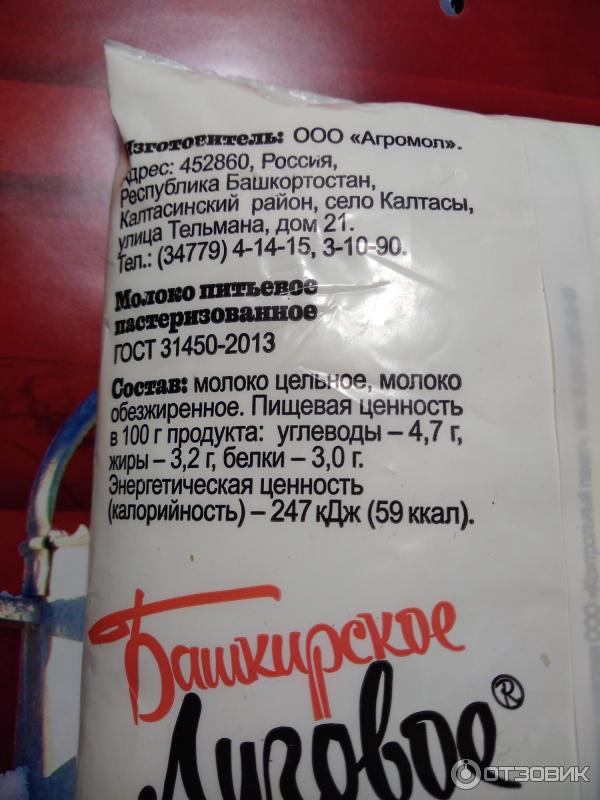 Изготовитель: ООО «Агромол».
Адрес: 452860, Россия,
Республика Башкортостан,
Калтасинский район, село Калтасы,
улица Тельмана, дом 21.
Тел.: (34779) 4-14-15, 3-10-90.
Молоко питьевое
пастеризованное
ГОСТ 31450-2013
Состав: молоко цельное, молоко
обезжиренное. Пищевая ценность
в 100 г продукта: углеводы – 4,7 г,
жиры – 3,2 г, белки – 3,0 г.
Энергетическая ценность
(калорийность) – 247 кДж (59 ккал).
Башкирское
Луговое®
ОТЗОВИК